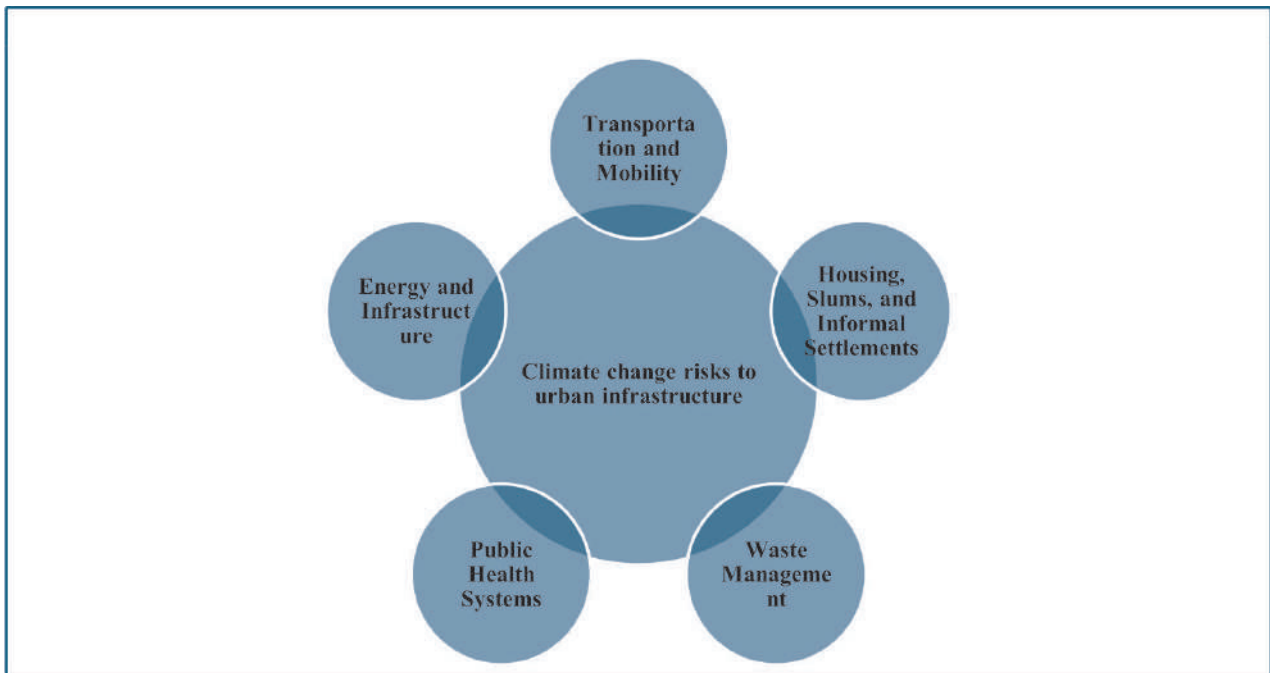 Transporta
tion and
Mobility
Energy and
Infrastruct
ure
Housing,
Slums, and
Informal
Settlements
Climate change risks to
urban infrastructure
Public
Health
Systems
Waste
Manageme
nt